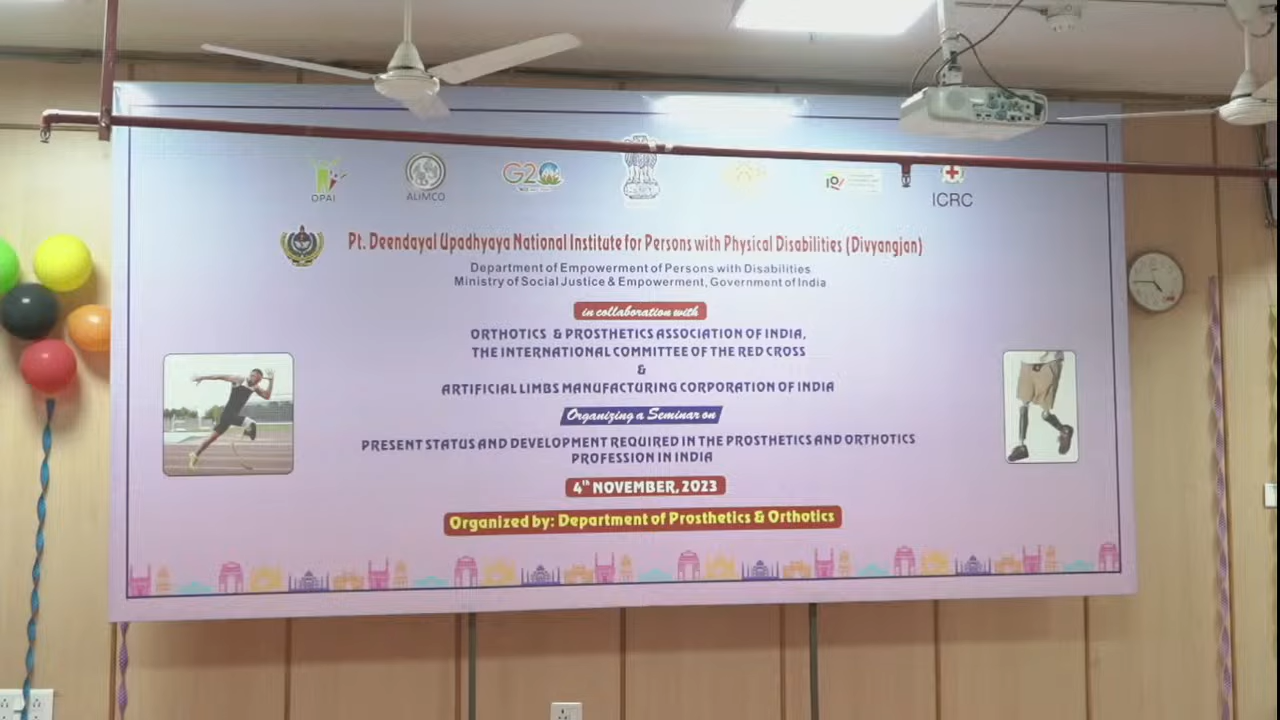 OPAI
ALIMCO
G20
ICRC
Pt. Deendayal Upadhyaya National Institute for Persons with Physical Disabilities (Divyangjan)
Department of Empowerment of Persons with Disabilities
Ministry of Social Justice & Empowerment, Government of India
in collaboration with
ORTHOTICS & PROSTHETICS ASSOCIATION OF INDIA,
THE INTERNATIONAL COMMITTEE OF THE RED CROSS
&
ARTIFICIAL LIMBS MANUFACTURING CORPORATION OF INDIA
Organizing a Seminar on
PRESENT STATUS AND DEVELOPMENT REQUIRED IN THE PROSTHETICS AND ORTHOTICS
PROFESSION IN INDIA
4th NOVEMBER, 2023
Organized by: Department of Prosthetics & Orthotics